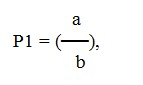 a
P1 = (——),
b